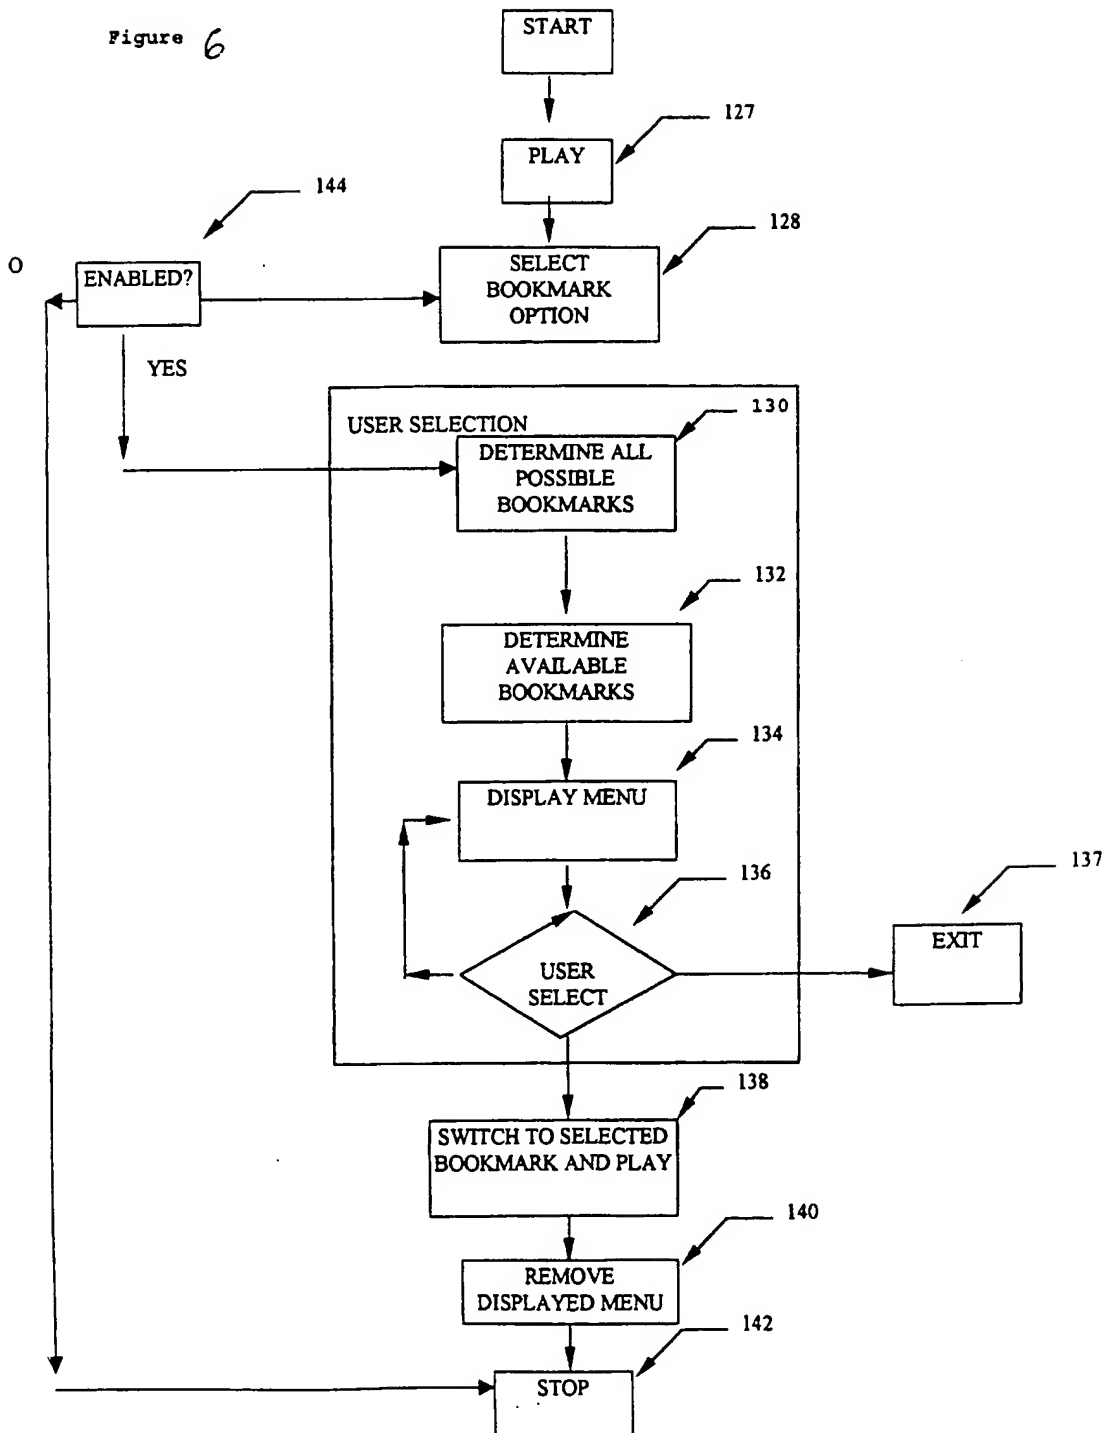 Figure 6
START
127
PLAY
144
128
O
ENABLED?
SELECT
BOOKMARK
OPTION
YES
130
USER SELECTION
DETERMINE ALL
POSSIBLE
BOOKMARKS
132
DETERMINE
AVAILABLE
BOOKMARKS
134
DISPLAY MENU
136
137
EXIT
USER
SELECT
138
SWITCH TO SELECTED
BOOKMARK AND PLAY
140
REMOVE
DISPLAYED MENU
142
STOP